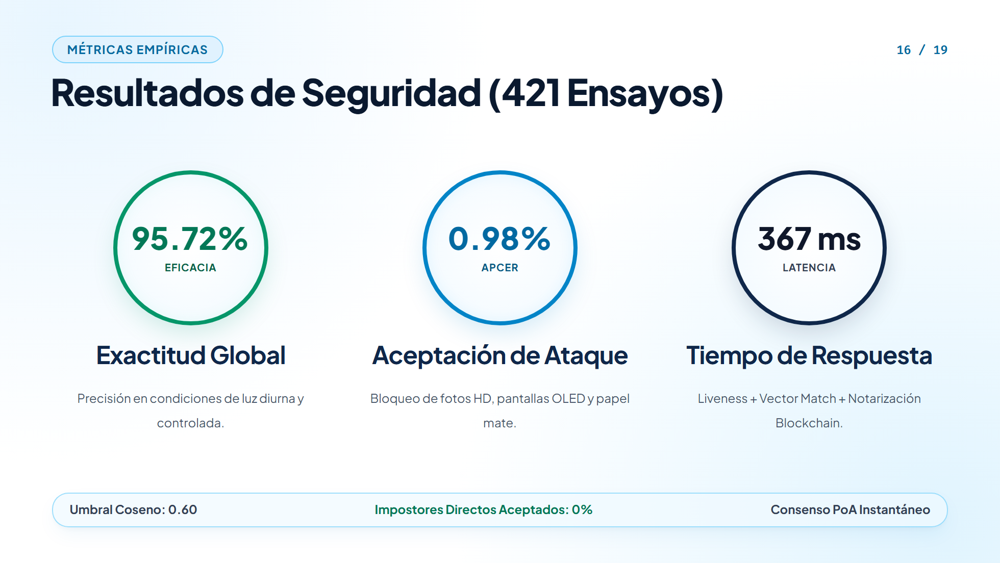 MÉTRICAS EMPÍRICAS
16 / 19
Resultados de Seguridad (421 Ensayos)
95.72%
EFICACIA
Exactitud Global
Precisión en condiciones de luz diurna y
controlada.
0.98%
APCER
Aceptación de Ataque
Bloqueo de fotos HD, pantallas OLED y papel
mate.
367 ms
LATENCIA
Tiempo de Respuesta
Liveness + Vector Match + Notarización
Blockchain.
Umbral Coseno: 0.60
Impostores Directos Aceptados: 0%
Consenso PoA Instantáneo